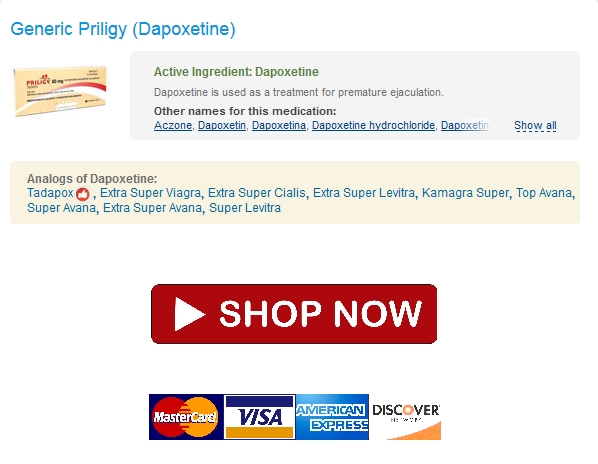 Generic Priligy (Dapoxetine)
PRILIGY 60 mg
Active Ingredient: Dapoxetine
Dapoxetine is used as a treatment for premature ejaculation.
Other names for this medication:
Aczone, Dapoxetin, Dapoxetina, Dapoxetine hydrochloride, Dapoxetin
Show all
Analogs of Dapoxetine:
Tadapox , Extra Super Viagra, Extra Super Cialis, Extra Super Levitra, Kamagra Super, Top Avana,
Super Avana, Extra Super Avana, Super Levitra
SHOP NOW
MasterCard
VISA
AMERICAN EXPRESS
DISCOVER
NETWORK